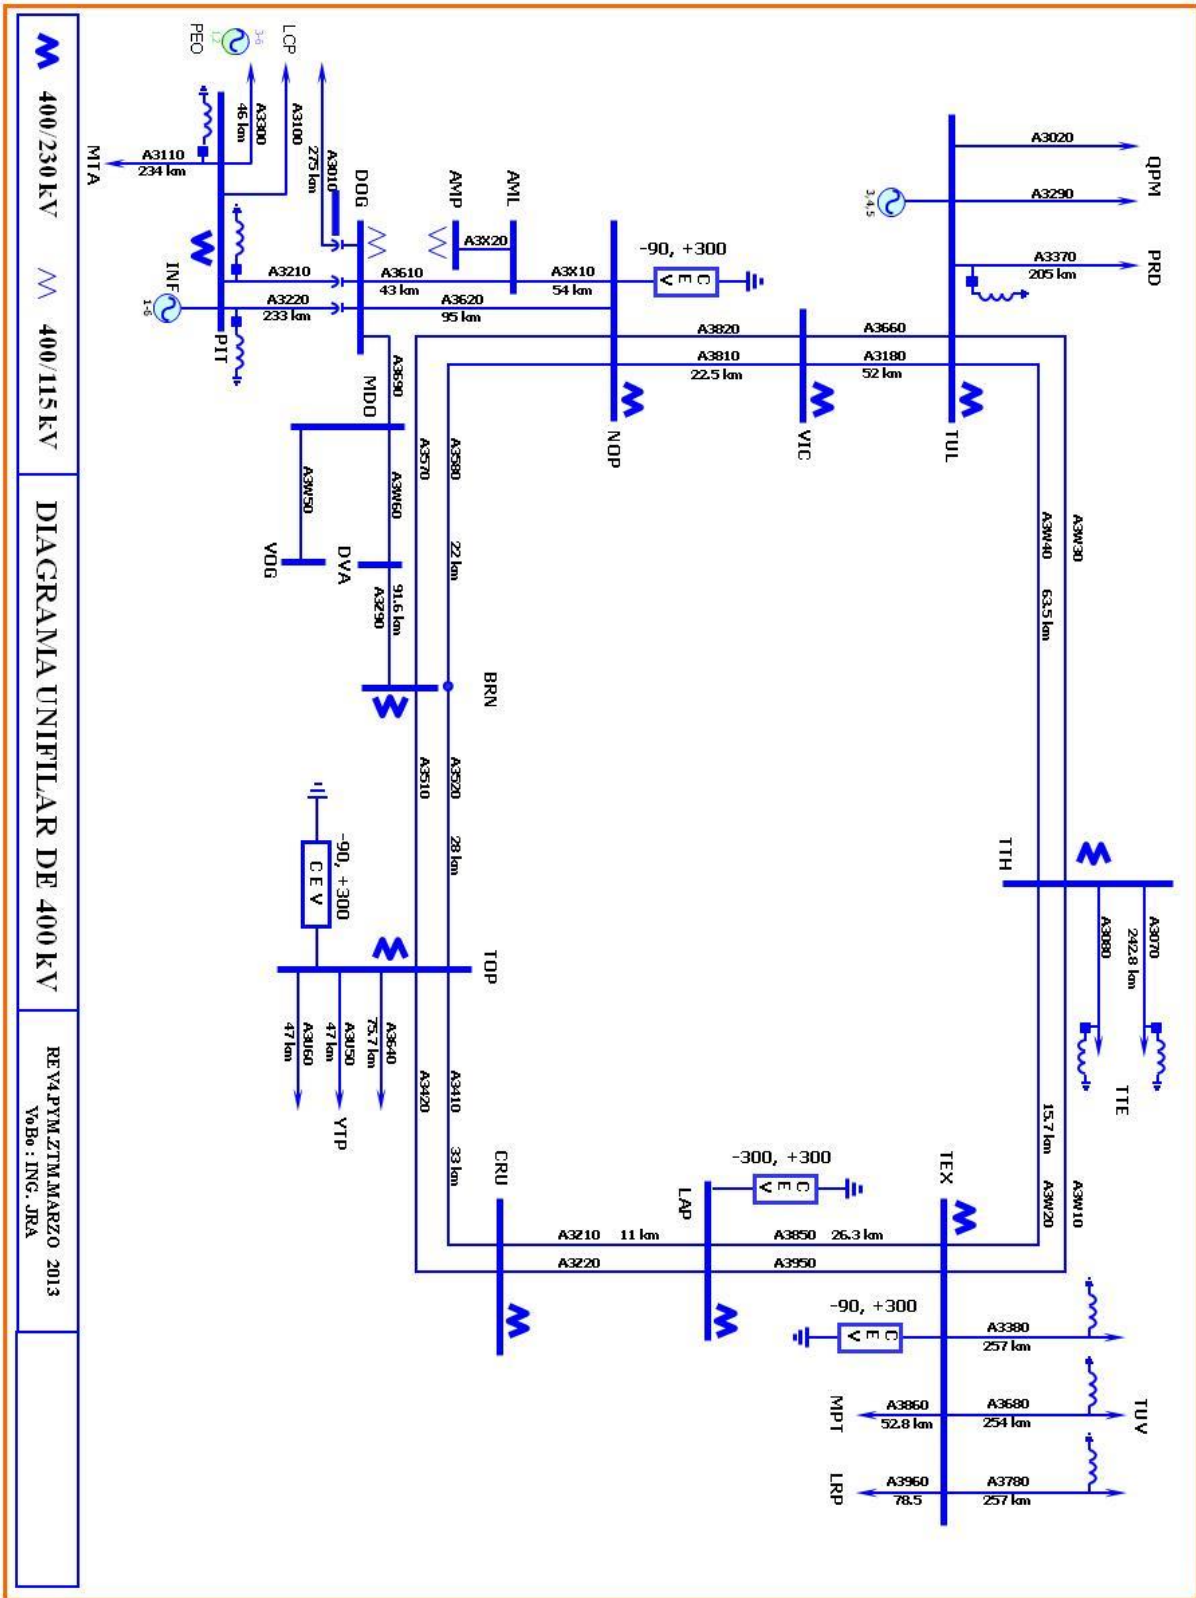 QPM
PRD
A3020
A3290
A3370
205 km
3,4,5
TUL
A3660
A3180
52 km
VIC
A3820
A3810
22.5 km
NOP
-90, +300
C E V
A3X10
54 km
AML
A3X20
AMP
A3610
43 km
A3620
95 km
DOG
A3010
275 km
LCP
A3100
A3300
46 km
3-6
1,2
PEO
A3110
234 km
MTA
A3210
A3220
233 km
INF
1-6
PIT
A3690
MDO
A3W50
VOG
A3W60
DVA
91.6 km
A3Z90
BRN
A3580
22 km
A3570
A3520
28 km
A3510
TOP
-90, +300
C E V
A3640
75.7 km
A3U50
47 km
A3U60
47 km
YTP
A3410
33 km
A3420
CRU
A3Z10 11 km
A3Z20
LAP
-300, +300
C E V
A3850 26.3 km
A3950
TEX
-90, +300
C E V
A3380
257 km
A3680
254 km
A3780
257 km
TUV
A3860
52.8 km
MPT
A3960
78.5
LRP
A3W10
15.7 km A3W20
TTH
A3070
242.8 km
A3080
TTE
A3W30
A3W40 63.5 km
400/230 kV
400/115 kV
DIAGRAMA UNIFILAR DE 400 kV
REV4.PYM.ZTM.MARZO 2013
VoBo : ING. JRA